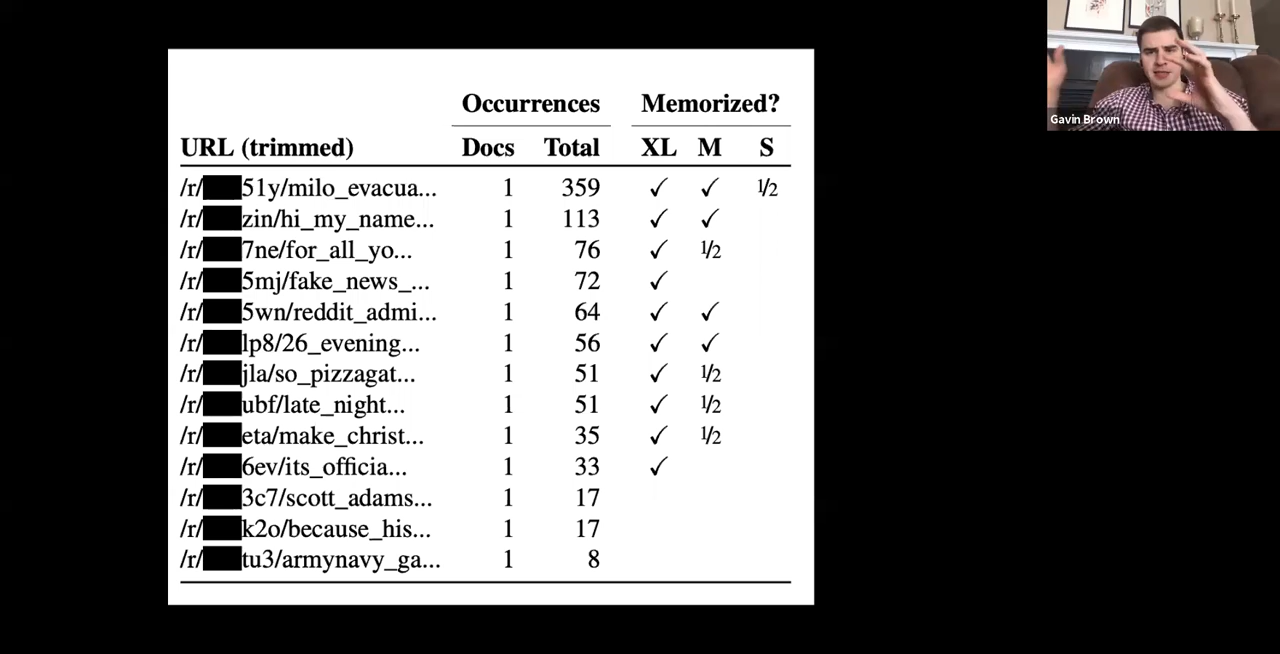 Occurrences Memorized?
URL (trimmed) Docs Total XL M S
/r/ 51y/milo_evacua... 1 359 ✓ ✓ ½
/r/ zin/hi_my_name... 1 113 ✓ ✓
/r/ 7ne/for_all_yo... 1 76 ✓ ½
/r/ 5mj/fake_news_... 1 72 ✓
/r/ 5wn/reddit_admi... 1 64 ✓ ✓
/r/ lp8/26_evening... 1 56 ✓ ✓
/r/ jla/so_pizzagat... 1 51 ✓ ½
/r/ ubf/late_night... 1 51 ✓ ½
/r/ eta/make_christ... 1 35 ✓ ½
/r/ 6ev/its_officia... 1 33 ✓
/r/ 3c7/scott_adams... 1 17
/r/ k2o/because_his... 1 17
/r/ tu3/armynavy_ga... 1 8
Gavin Brown